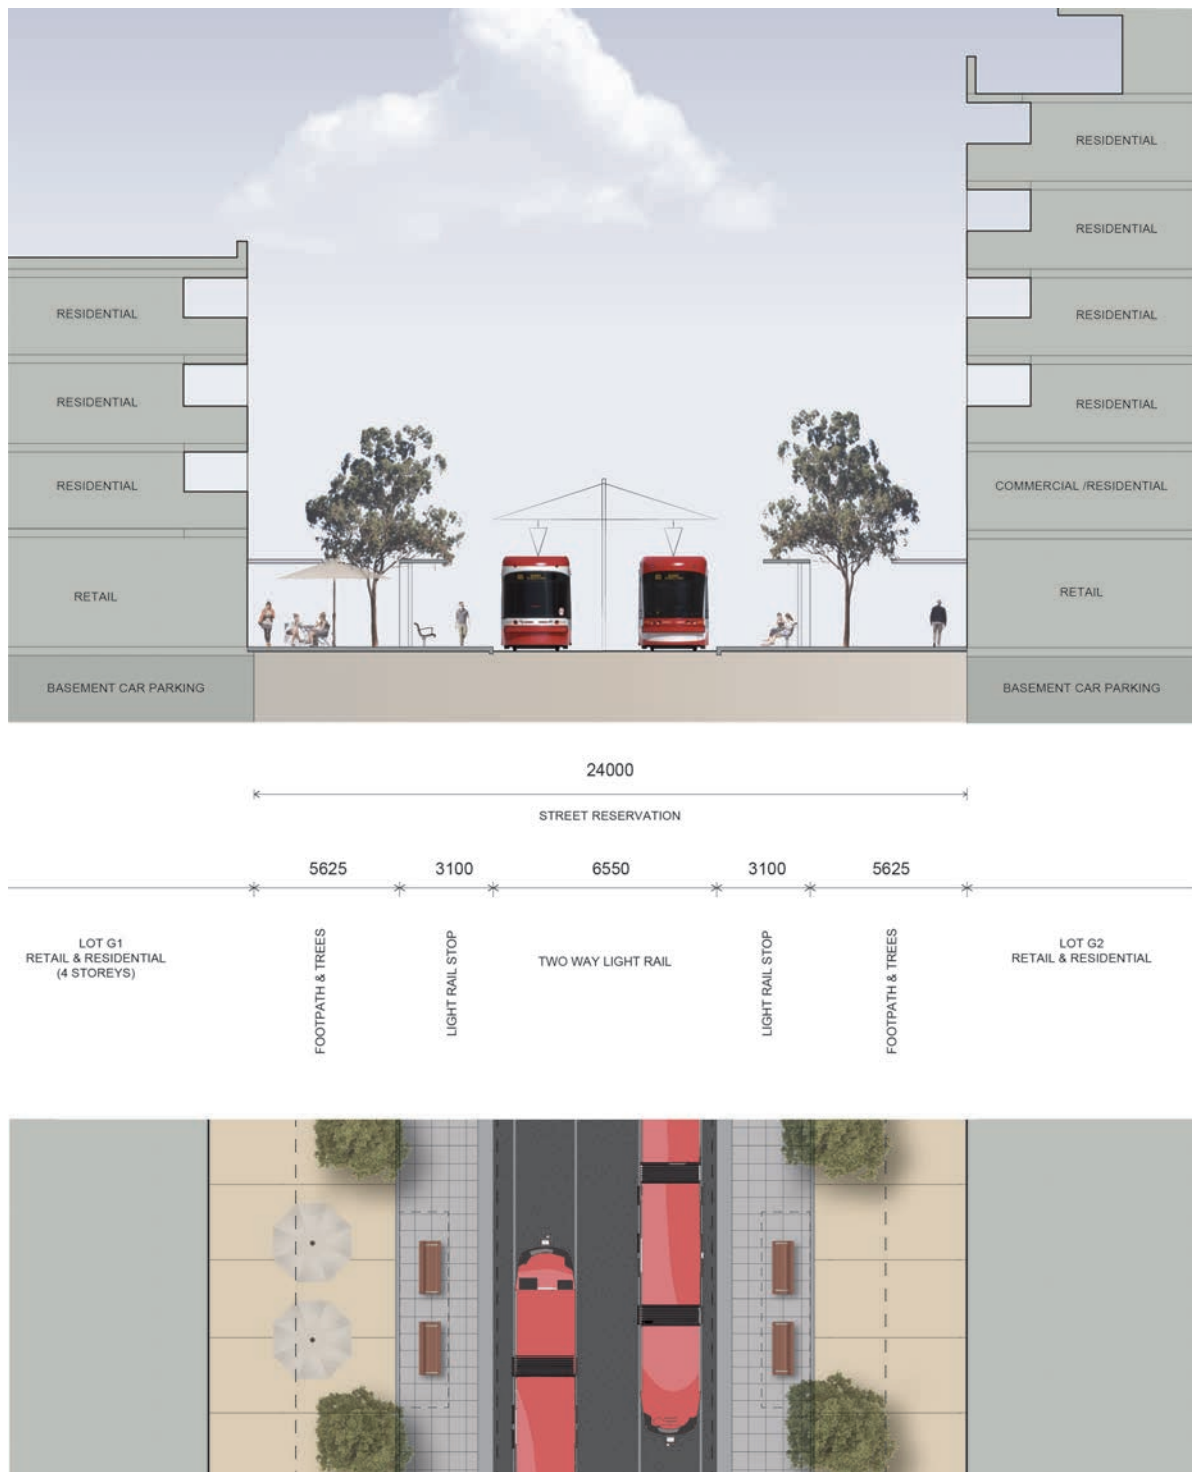 RESIDENTIAL
RESIDENTIAL
RESIDENTIAL
RESIDENTIAL
RESIDENTIAL
RESIDENTIAL
RESIDENTIAL
RESIDENTIAL
COMMERCIAL /RESIDENTIAL
RETAIL
RETAIL
BASEMENT CAR PARKING
BASEMENT CAR PARKING
24000
STREET RESERVATION
5625
3100
6550
3100
5625
LOT G1
RETAIL & RESIDENTIAL
(4 STOREYS)
FOOTPATH & TREES
LIGHT RAIL STOP
TWO WAY LIGHT RAIL
LIGHT RAIL STOP
FOOTPATH & TREES
LOT G2
RETAIL & RESIDENTIAL